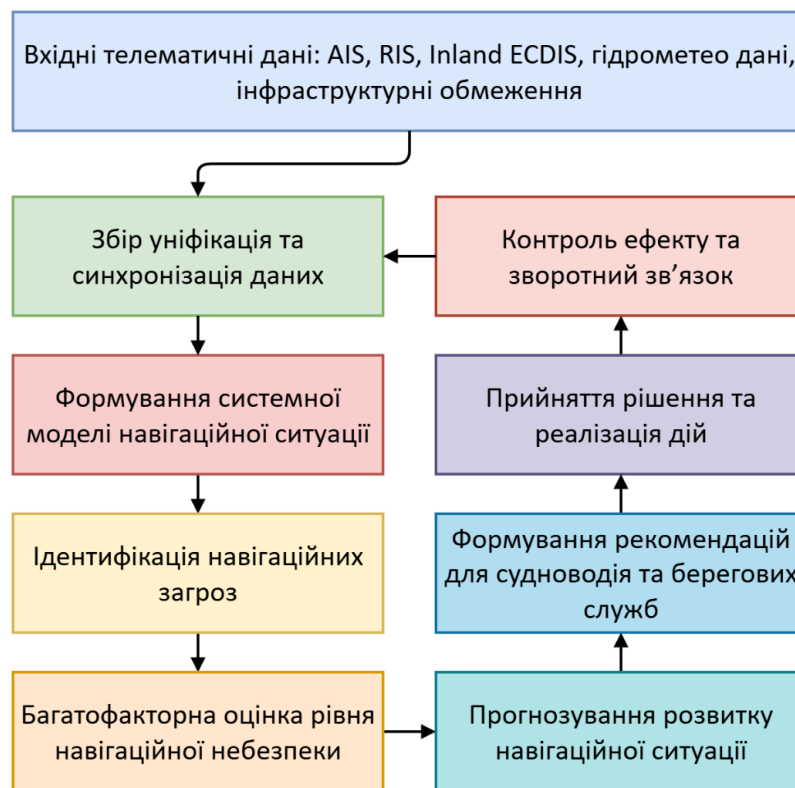 Вхідні телематичні дані: AIS, RIS, Inland ECDIS, гідрометео дані,
інфраструктурні обмеження
Збір уніфікація та
синхронізація даних
Контроль ефекту та
зворотний зв’язок
Формування системної
моделі навігаційної ситуації
Прийняття рішення та
реалізація дій
Ідентифікація навігаційних
загроз
Формування рекомендацій
для судноводія та берегових
служб
Багатофакторна оцінка рівня
навігаційної небезпеки
Прогнозування розвитку
навігаційної ситуації